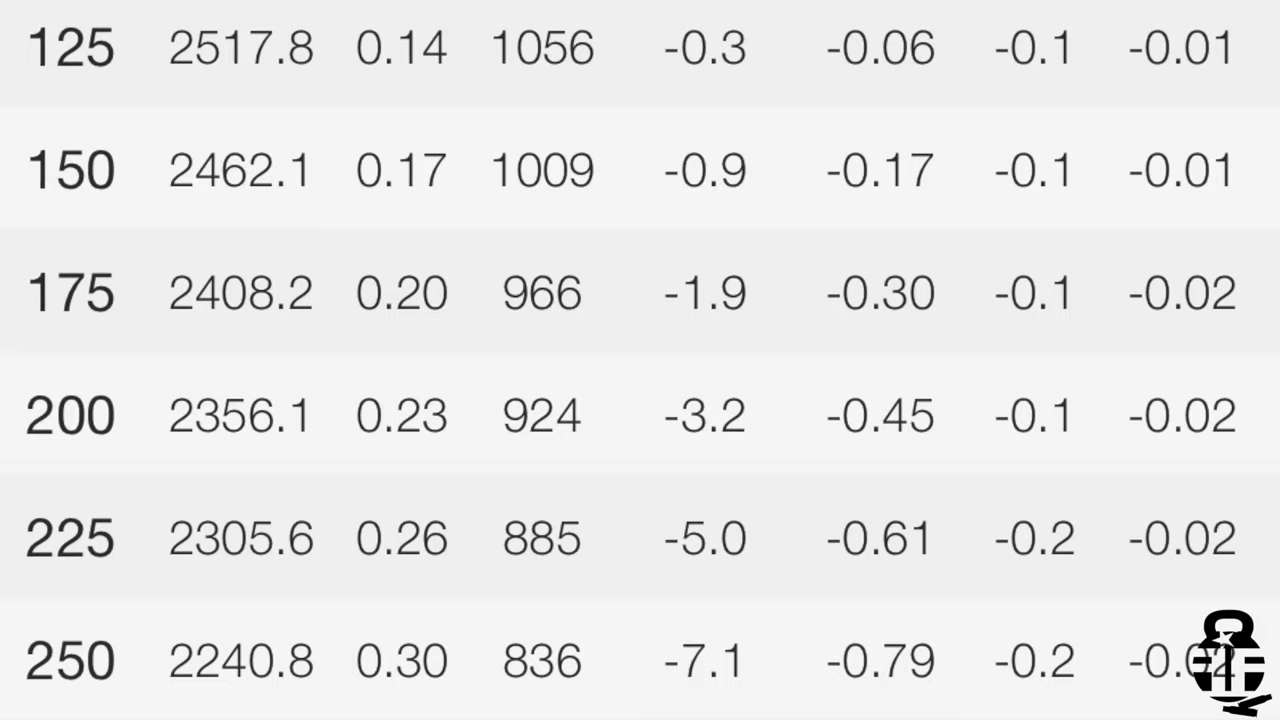 125 2517.8 0.14 1056 -0.3 -0.06 -0.1 -0.01
150 2462.1 0.17 1009 -0.9 -0.17 -0.1 -0.01
175 2408.2 0.20 966 -1.9 -0.30 -0.1 -0.02
200 2356.1 0.23 924 -3.2 -0.45 -0.1 -0.02
225 2305.6 0.26 885 -5.0 -0.61 -0.2 -0.02
250 2240.8 0.30 836 -7.1 -0.79 -0.2 -0.02